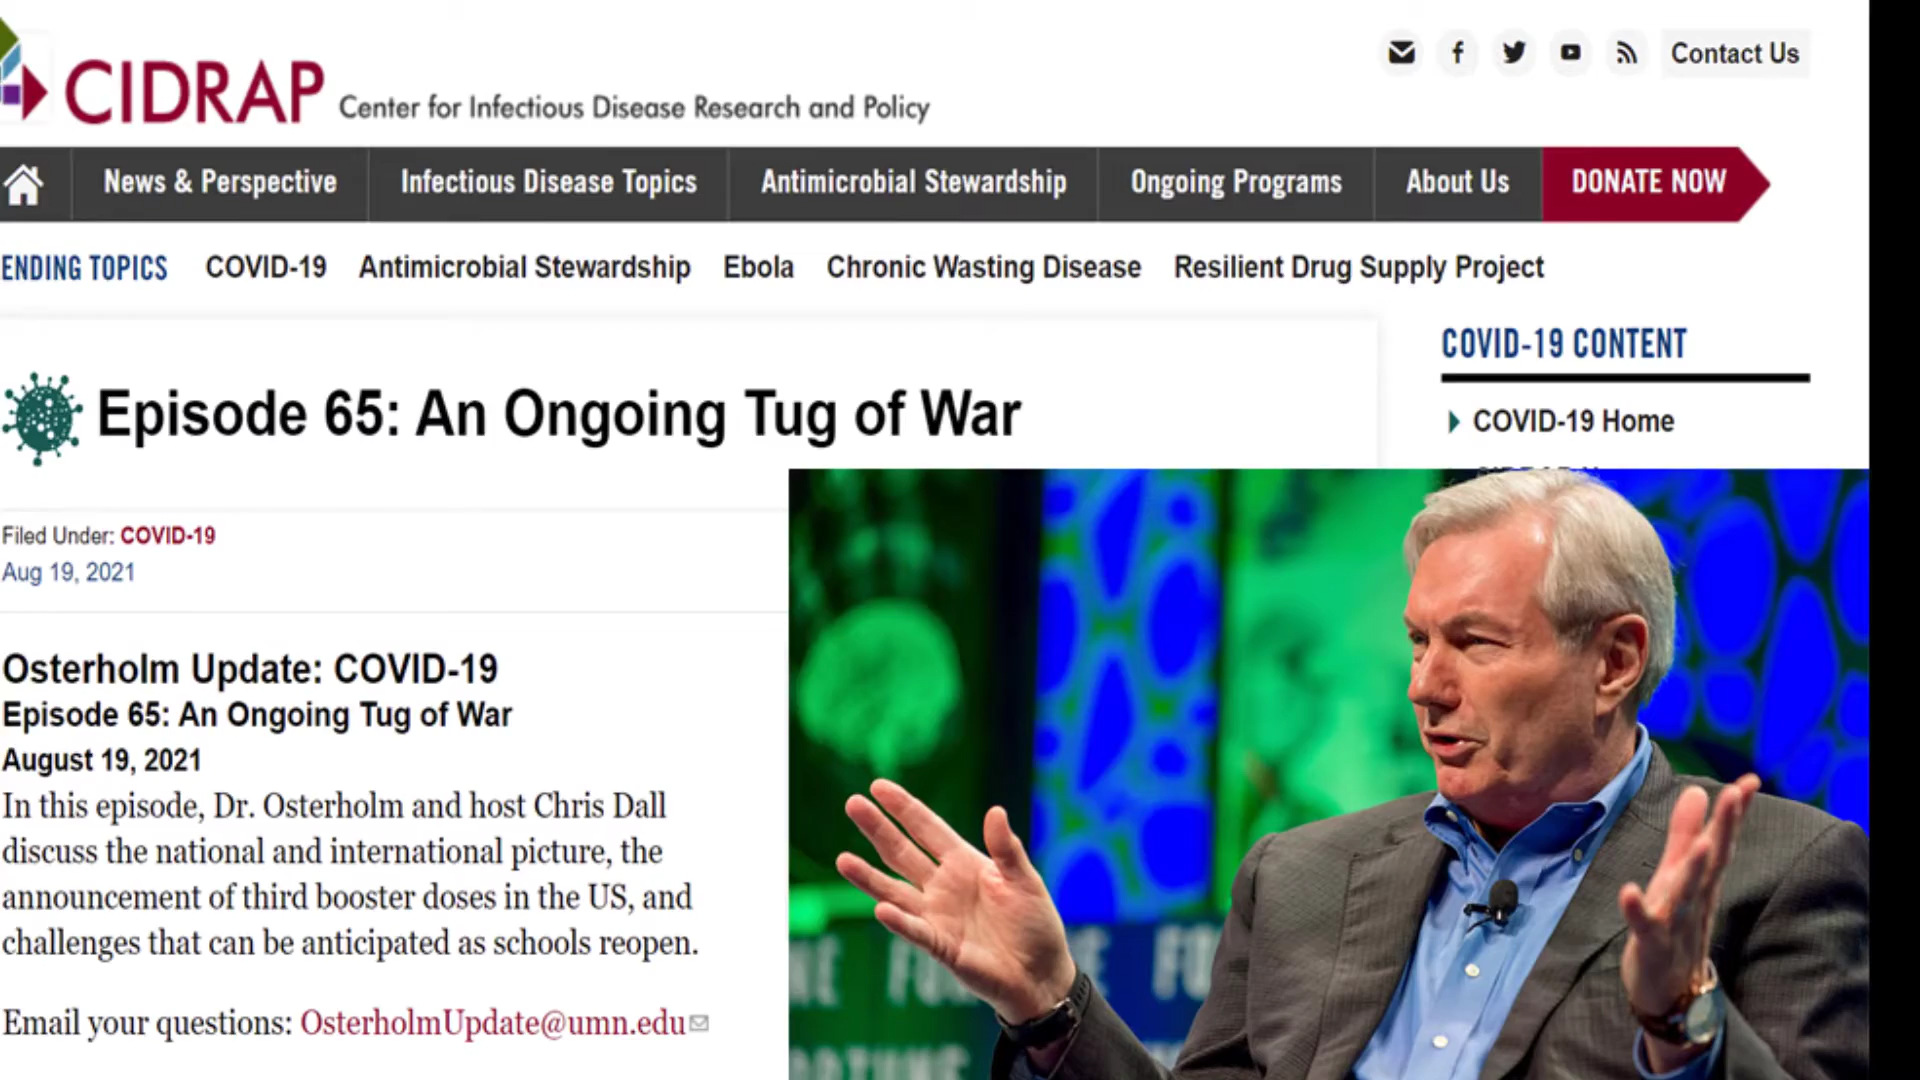 CIDRAP Center for Infectious Disease Research and Policy
Contact Us
News & Perspective Infectious Disease Topics Antimicrobial Stewardship Ongoing Programs About Us DONATE NOW
ENDING TOPICS COVID-19 Antimicrobial Stewardship Ebola Chronic Wasting Disease Resilient Drug Supply Project
COVID-19 CONTENT
COVID-19 Home
Episode 65: An Ongoing Tug of War
Filed Under: COVID-19
Aug 19, 2021
Osterholm Update: COVID-19
Episode 65: An Ongoing Tug of War
August 19, 2021
In this episode, Dr. Osterholm and host Chris Dall
discuss the national and international picture, the
announcement of third booster doses in the US, and
challenges that can be anticipated as schools reopen.
Email your questions: OsterholmUpdate@umn.edu